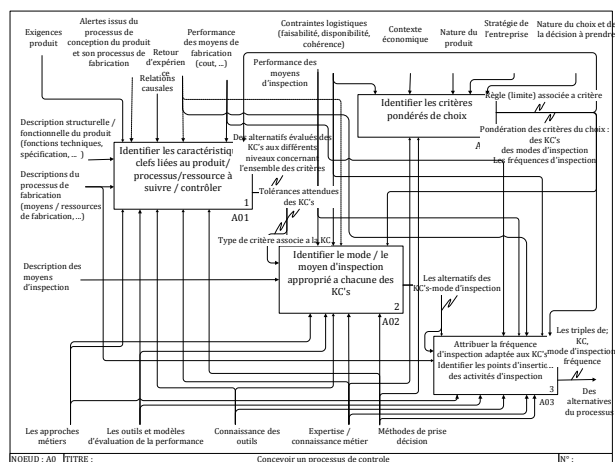 Exigences
produit
Alertes issus du
processus de
conception du produit
et son processus de
fabrication
Retour
d'expérien
ce
Relations
causales
Performance
des moyens de
fabrication
(cout, ...)
Performance des
moyens
d'inspection
Contraintes logistiques
(faisabilité, disponibilité,
cohérence)
Contexte
économique
Nature du
produit
Stratégie de
l'entreprise
Nature du choix et de
la décision à prendre
Identifier les critères
pondérés de choix
Règle (limite) associée a critère
Pondération des critères du choix :
des KC's
des modes d'inspection
Les fréquences d'inspection
Description structurelle /
fonctionnelle du produit
(fonctions techniques,
spécification, ... )
Descriptions du
processus de
fabrication
(moyens / ressources
de fabrication, ...)
Identifier les caractéristiqu
clefs liées au produit/
processus/ressource à
suivre / contrôler
1
A01
Des alternatifs évalués des
KC's aux différents
niveaux concernant
l'ensemble des critères
Tolérances attendues
des KC's
Type de critère associe a la KC
Description des
moyens
d'inspection
Identifier le mode / le
moyen d'inspection
approprié a chacune des
KC's
2
A02
Les alternatifs des
KC's-mode d'inspection
Attribuer la fréquence
d'inspection adaptée aux KC's
Identifier les points d'insertic...
des activités d'inspection
3
A03
Les triples de;
KC,
mode d'inspection
fréquence
Des
alternatives
du processus
Les approches
métiers
Les outils et modèles
d'évaluation de la performance
Connaissance des
outils
Expertise /
connaissance métier
Méthodes de prise
décision
NOEUD : A0
TITRE :
Concevoir un processus de controle
N° :